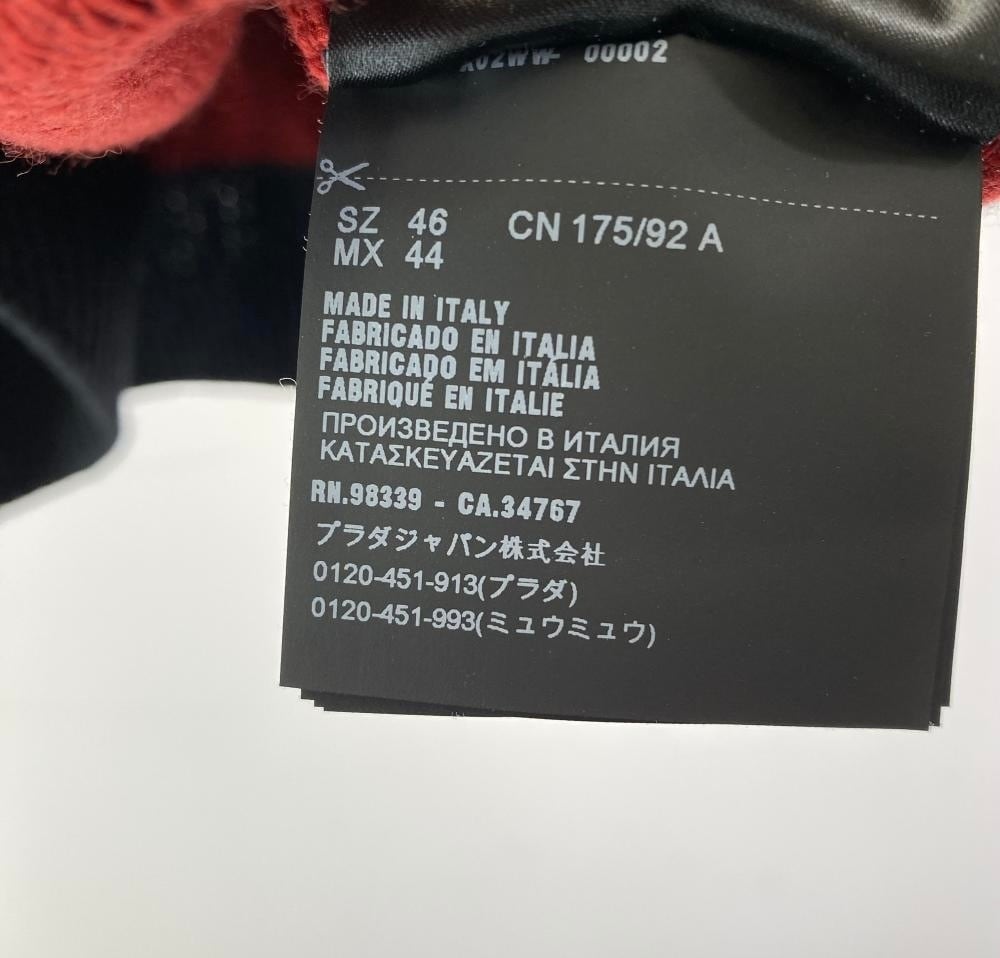 00002
SZ 46 CN 175/92 A
MX 44
MADE IN ITALY
FABRICADO EN ITALIA
FABRICADO EM ITÁLIA
FABRIQUÉ EN ITALIE
ПРОИЗВЕДЕНО В ИТАЛИЯ
ΚΑΤΑΣΚΕΥΑΖΕΤΑΙ ΣΤΗΝ ΙΤΑΛΙΑ
RN.98339 - CA.34767
プラダジャパン株式会社
0120-451-913(プラダ)
0120-451-993(ミュウミュウ)